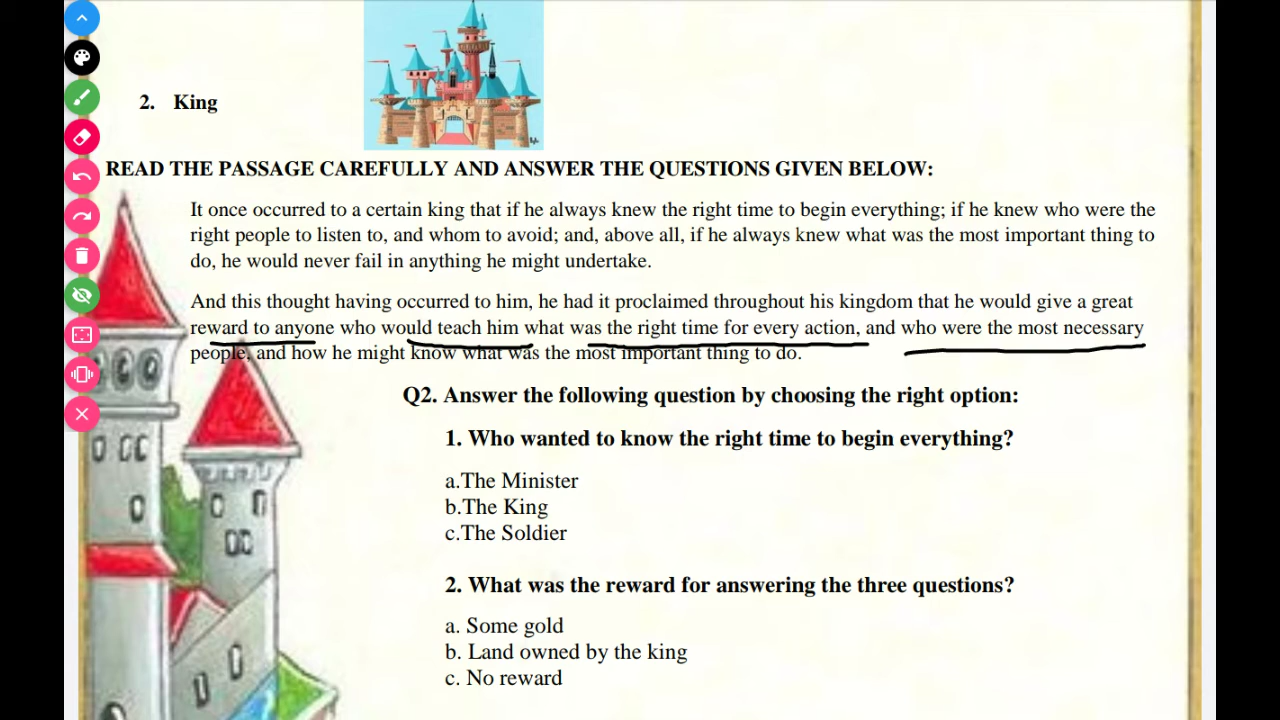 2. King
READ THE PASSAGE CAREFULLY AND ANSWER THE QUESTIONS GIVEN BELOW:
It once occurred to a certain king that if he always knew the right time to begin everything; if he knew who were the
right people to listen to, and whom to avoid; and, above all, if he always knew what was the most important thing to
do, he would never fail in anything he might undertake.
And this thought having occurred to him, he had it proclaimed throughout his kingdom that he would give a great
reward to anyone who would teach him what was the right time for every action, and who were the most necessary
people, and how he might know what was the most important thing to do.
Q2. Answer the following question by choosing the right option:
1. Who wanted to know the right time to begin everything?
a.The Minister
b.The King
c.The Soldier
2. What was the reward for answering the three questions?
a. Some gold
b. Land owned by the king
c. No reward